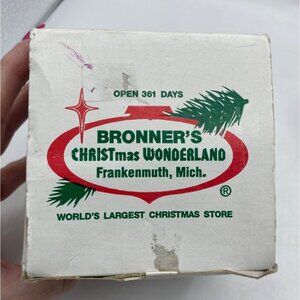 OPEN 361 DAYS
BRONNER'S
CHRISTmas WONDERLAND
Frankenmuth, Mich.
®
WORLD'S LARGEST CHRISTMAS STORE